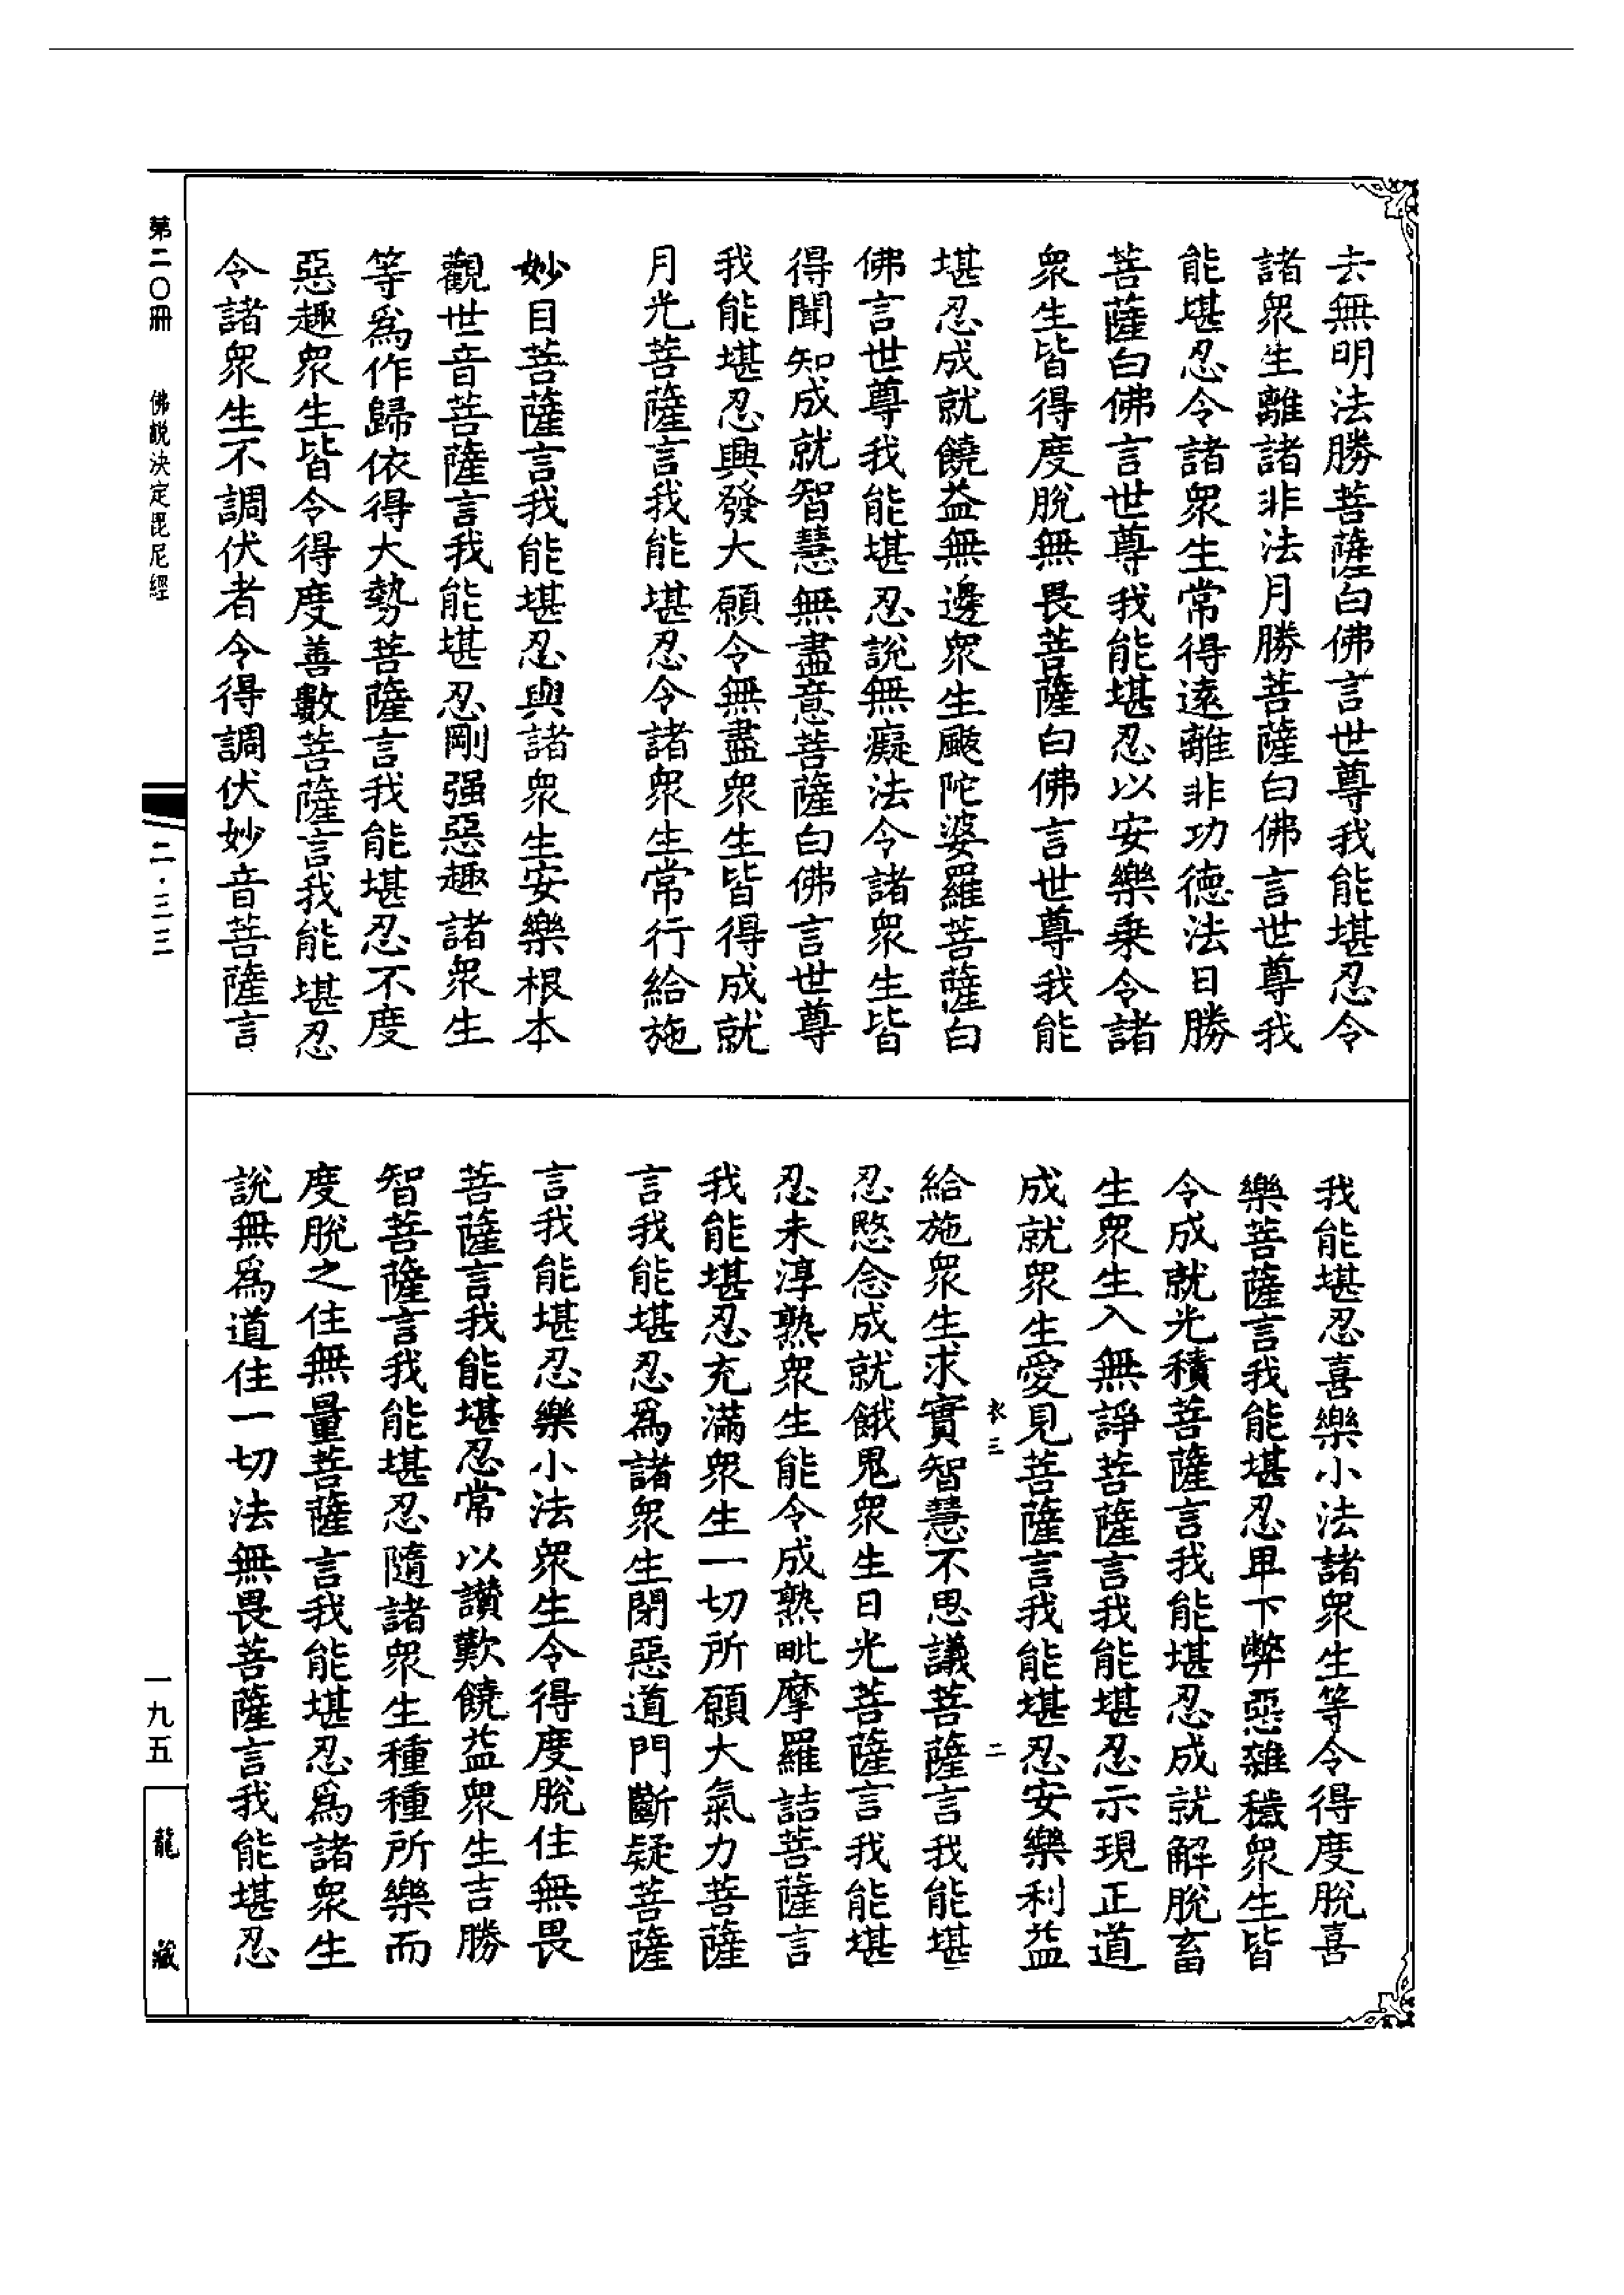 去無明法勝菩薩白佛言世尊我能堪忍令
諸衆生離諸非法月勝菩薩白佛言世尊我
能堪忍令諸衆生常得遠離非功德法日勝
菩薩白佛言世尊我能堪忍以安樂乗令諸
衆生皆得度脫無畏菩薩白佛言世尊我能
堪忍成就饒益無邊衆生颰陀婆羅菩薩白
佛言世尊我能堪忍說無癡法令諸衆生皆
得聞知成就智慧無盡意菩薩白佛言世尊
我能堪忍興發大願令無盡衆生皆得成就
月光菩薩言我能堪忍令諸衆生常行給施
妙目菩薩言我能堪忍與諸衆生安樂根本
觀世音菩薩言我能堪忍剛强惡趣諸衆生
等爲作歸依得大勢菩薩言我能堪忍不度
惡趣衆生皆令得度善數菩薩言我能堪忍
令諸衆生不調伏者令得調伏妙音菩薩言
我能堪忍喜樂小法諸衆生等令得度脫喜
樂菩薩言我能堪忍卑下弊惡雜穢衆生皆
令成就光積菩薩言我能堪忍成就解脫畜
生衆生入無諍菩薩言我能堪忍示現正道
成就衆生愛見菩薩言我能堪忍安樂利益
衣三 二
給施衆生求實智慧不思議菩薩言我能堪
忍愍念成就餓鬼衆生日光菩薩言我能堪
忍未淳熟衆生能令成熟毗摩羅詰菩薩言
我能堪忍充滿衆生一切所願大氣力菩薩
言我能堪忍爲諸衆生閉惡道門斷疑菩薩
言我能堪忍樂小法衆生令得度脫住無畏
菩薩言我能堪忍常以讃歎饒益衆生吉勝
智菩薩言我能堪忍隨諸衆生種種所樂而
度脫之住無量菩薩言我能堪忍爲諸衆生
說無爲道住一切法無畏菩薩言我能堪忍
第二〇冊 佛說決定毘尼經
二·三三
一九五
龍藏